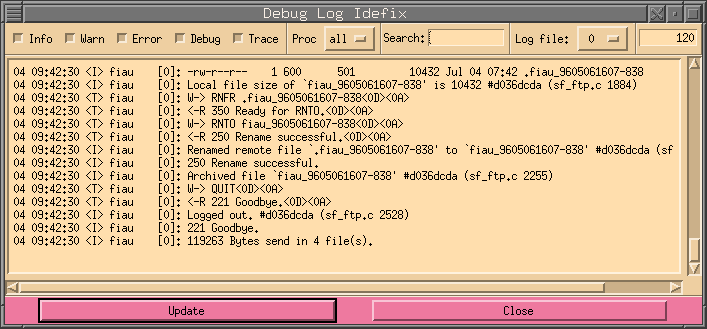 Debug Log Idefix
Info Warn Error Debug Trace Proc all Search: Log file: 0 120
04 09:42:30 <I> fiau [0]: -rw-r--r-- 1 600 501 10432 Jul 04 07:42 .fiau_9605061607-838
04 09:42:30 <I> fiau [0]: Local file size of `fiau_9605061607-838' is 10432 #d036dcda (sf_ftp.c 1884)
04 09:42:30 <T> fiau [0]: W-> RNFR .fiau_9605061607-838<0D><0A>
04 09:42:30 <T> fiau [0]: <-R 350 Ready for RNTO.<0D><0A>
04 09:42:30 <T> fiau [0]: W-> RNTO fiau_9605061607-838<0D><0A>
04 09:42:30 <T> fiau [0]: <-R 250 Rename successful.<0D><0A>
04 09:42:30 <I> fiau [0]: Renamed remote file `.fiau_9605061607-838' to `fiau_9605061607-838' #d036dcda (sf
04 09:42:30 <I> fiau [0]: 250 Rename successful.
04 09:42:30 <I> fiau [0]: Archived file `fiau_9605061607-838' #d036dcda (sf_ftp.c 2255)
04 09:42:30 <T> fiau [0]: W-> QUIT<0D><0A>
04 09:42:30 <T> fiau [0]: <-R 221 Goodbye.<0D><0A>
04 09:42:30 <I> fiau [0]: Logged out. #d036dcda (sf_ftp.c 2528)
04 09:42:30 <I> fiau [0]: 221 Goodbye.
04 09:42:30 <I> fiau [0]: 119263 Bytes send in 4 file(s).
Update Close